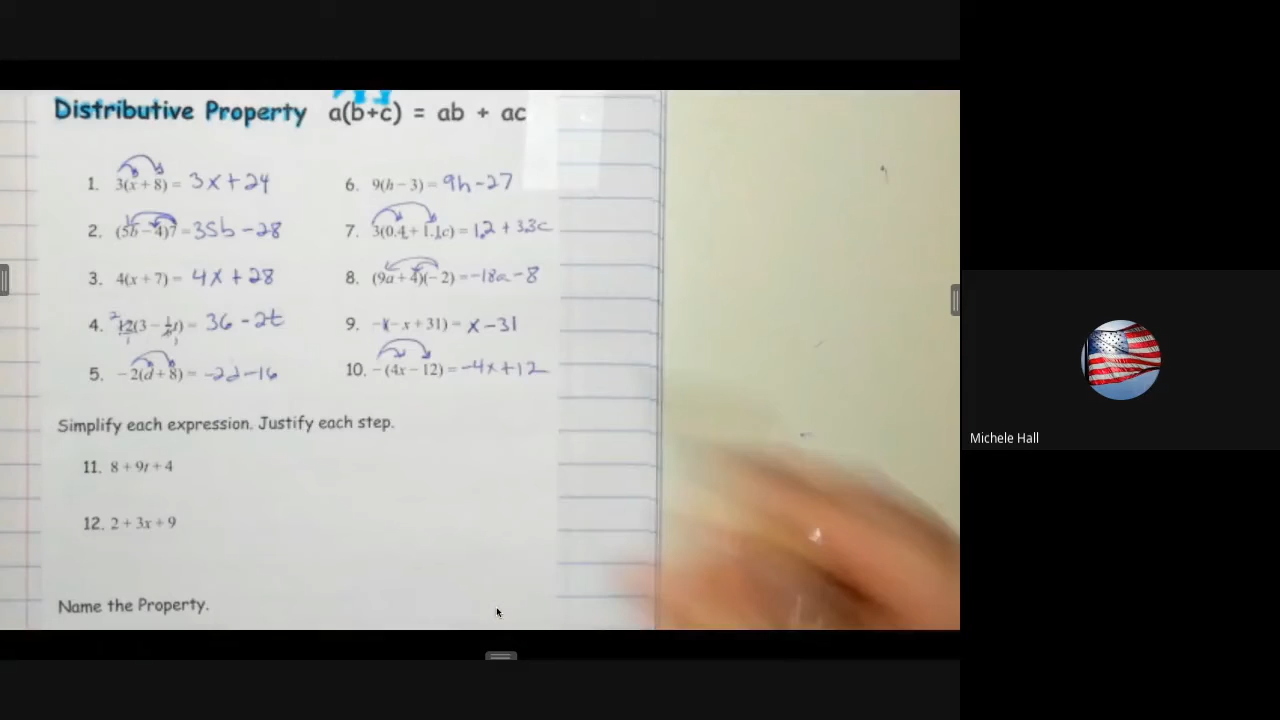 Distributive Property a(b+c) = ab + ac
1. 3(x + 8) = 3x + 24
2. (5b − 4)7 = 35b − 28
3. 4(x + 7) = 4x + 28
4. 12(3 − t) = 36 − 2t
5. − 2(d + 8) = −2d − 16
6. 9(h − 3) = 9h − 27
7. 3(0.4 + 1.1c) = 1.2 + 3.3c
8. (9a + 4)(− 2) = −18a − 8
9. −(− x + 31) = x − 31
10. − (4x − 12) = −4x + 12
Simplify each expression. Justify each step.
11. 8 + 9t + 4
12. 2 + 3x + 9
Name the Property.
Michele Hall